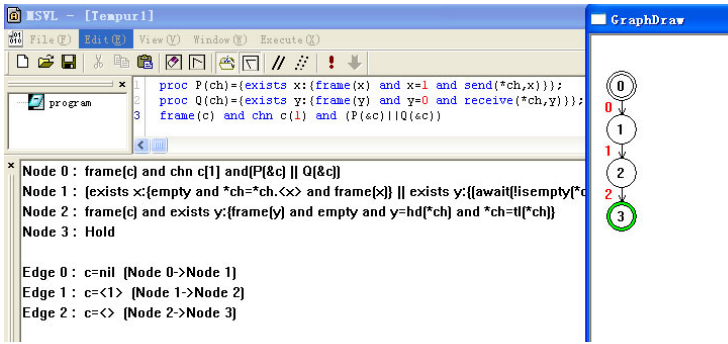 MSVL - [Tempur1]
GraphDraw
File(F) Edit(E) View(V) Window(W) Execute(X)
program
1 proc P(ch)={exists x:{frame(x) and x=1 and send(*ch,x)}};
2 proc Q(ch)={exists y:{frame(y) and y=0 and receive(*ch,y)}};
3 frame(c) and chn c(1) and (P(&c)||Q(&c))
Node 0 : frame(c) and chn c[1] and(P(&c) || Q(&c))
Node 1 : (exists x:{empty and *ch=*ch.<x> and frame(x)} || exists y:{(await(!isempty(*c
Node 2 : frame(c) and exists y:{frame(y) and empty and y=hd(*ch) and *ch=tl(*ch)}
Node 3 : Hold
Edge 0 : c=nil (Node 0->Node 1)
Edge 1 : c=<1> (Node 1->Node 2)
Edge 2 : c=<> (Node 2->Node 3)
0
0
1
1
2
2
3